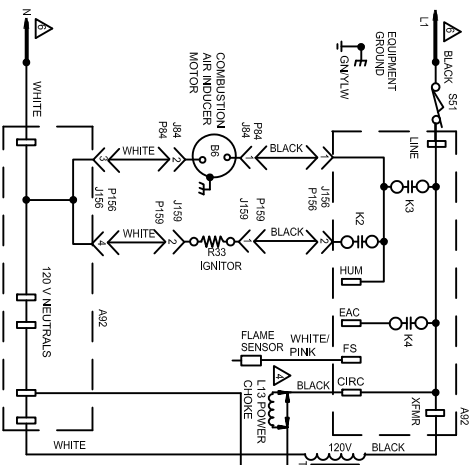 N
6
WHITE
COMBUSTION
AIR INDUCER
MOTOR
EQUIPMENT
GROUND
GN/YLW
L1
6
BLACK
S51
LINE
P84
J84
3
WHITE
2
B6
J84
P84
1
BLACK
1
J156
P156
K3
P156
J156
4
WHITE
P159
J159
2
R33
IGNITOR
J159
P159
1
BLACK
2
J156
P156
K2
HUM
EAC
K4
120 V NEUTRALS
A92
FLAME
SENSOR
WHITE/
PINK
FS
4
L13 POWER
CHOKE
BLACK
CIRC
XFMR
A92
WHITE
120V
BLACK